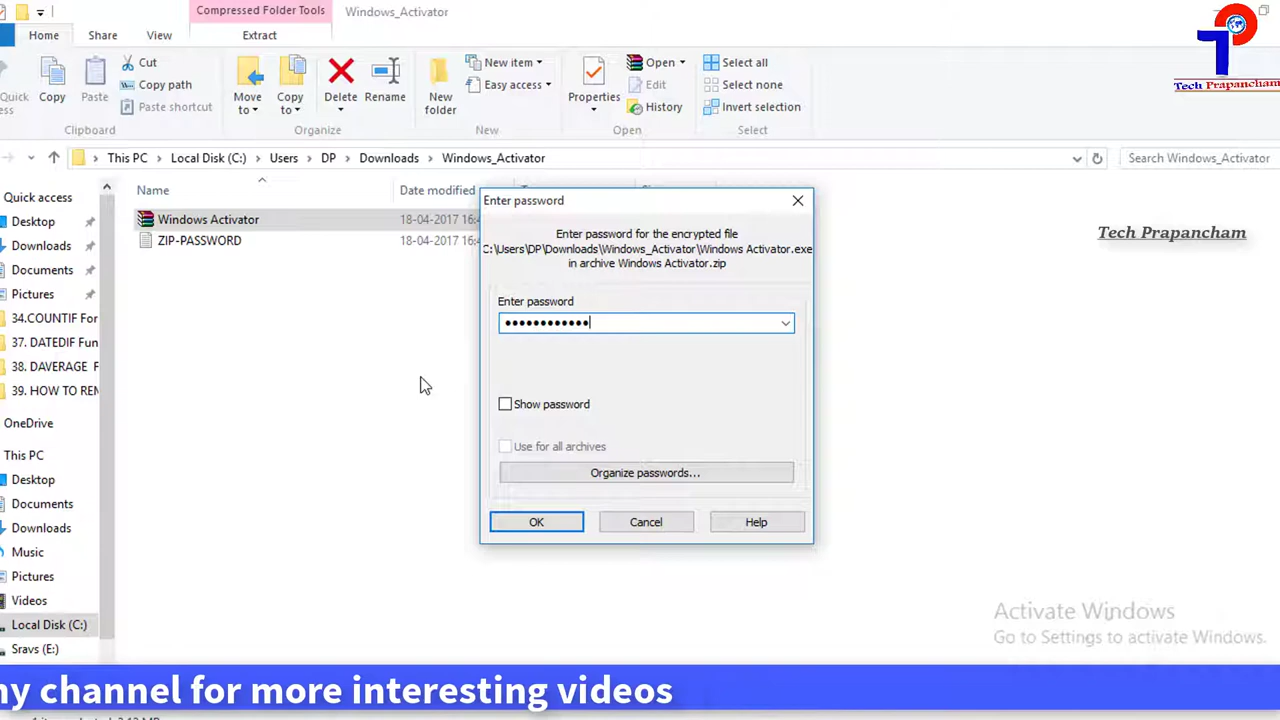 Compressed Folder Tools
Windows_Activator
Home
Share
View
Extract
Quick
Copy
Paste
Cut
Copy path
Paste shortcut
Move to
Copy to
Delete
Rename
New folder
New item
Easy access
Properties
Open
Edit
History
Select all
Select none
Invert selection
Clipboard
Organize
New
Open
Select
Tech Prapancham
This PC
Local Disk (C:)
Users
DP
Downloads
Windows_Activator
Search Windows_Activator
Name
Date modified
Quick access
Desktop
Downloads
Documents
Pictures
34.COUNTIF For
37. DATEDIF Fun
38. DAVERAGE F
39. HOW TO REN
OneDrive
This PC
Desktop
Documents
Downloads
Music
Pictures
Videos
Local Disk (C:)
Sravs (E:)
Windows Activator
18-04-2017 16:4
ZIP-PASSWORD
18-04-2017 16:4
Enter password
Enter password for the encrypted file
C:\Users\DP\Downloads\Windows_Activator\Windows Activator.exe
in archive Windows Activator.zip
Enter password
Show password
Use for all archives
Organize passwords...
OK
Cancel
Help
Tech Prapancham
Activate Windows
Go to Settings to activate Windows.
my channel for more interesting videos